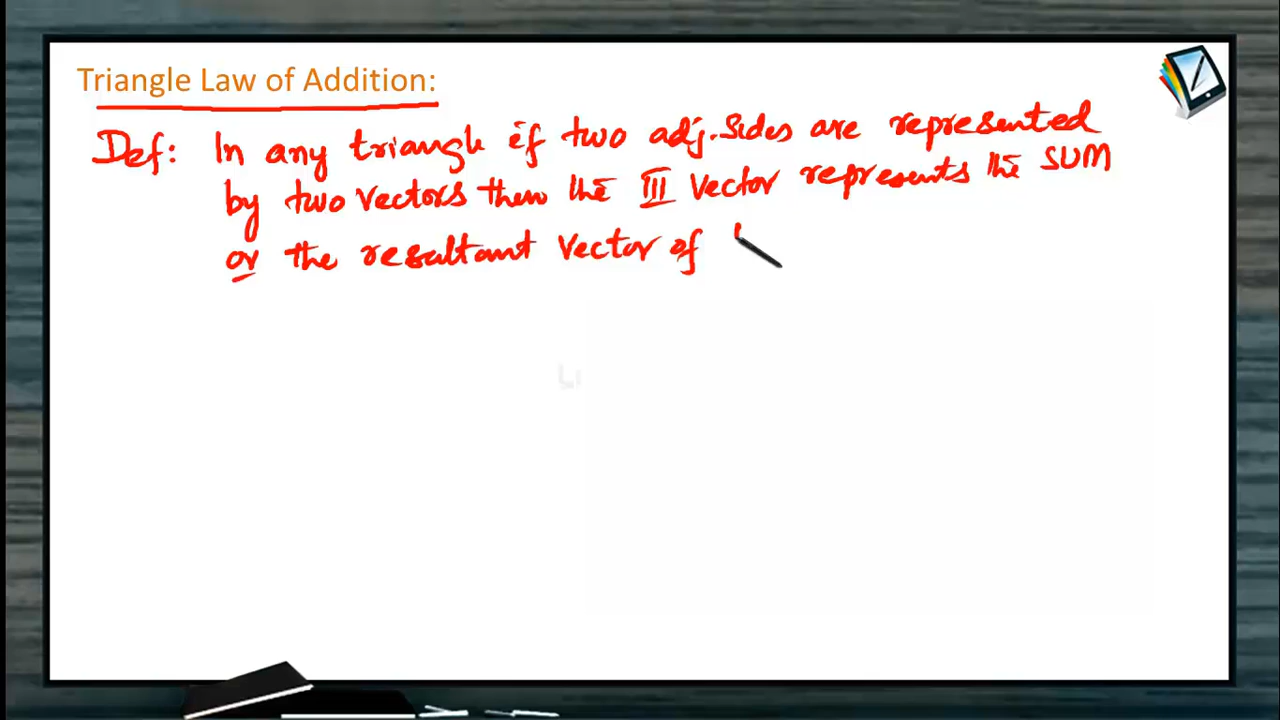 Triangle Law of Addition:
Def: In any triangle if two adj. sides are represented
by two vectors then the III vector represents the SUM
or the resultant vector of